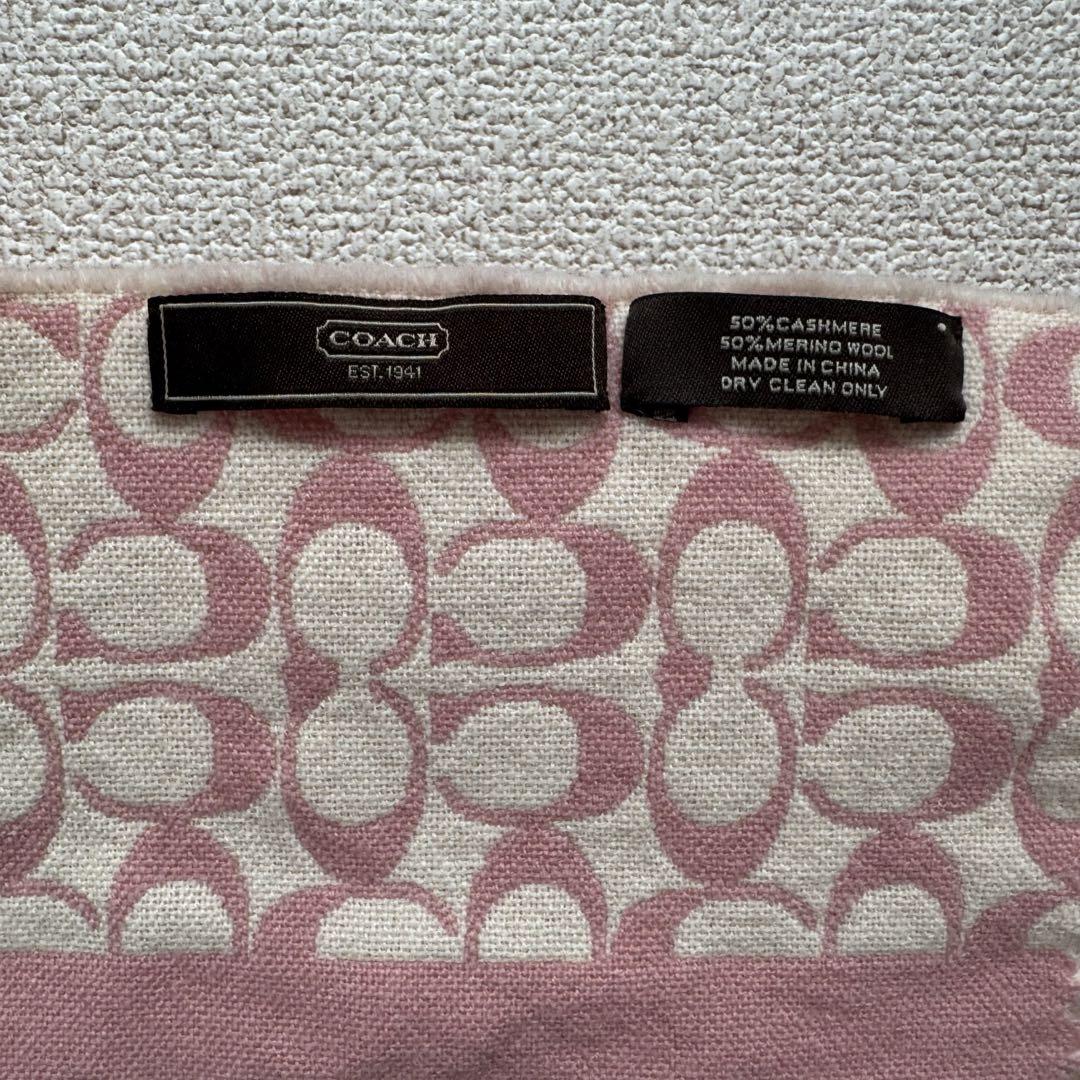 COACH
EST. 1941
50%CASHMERE
50%MERINO WOOL
MADE IN CHINA
DRY CLEAN ONLY